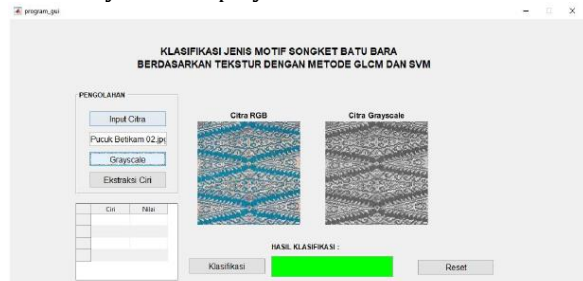 program_gui
KLASIFIKASI JENIS MOTIF SONGKET BATU BARA
BERDASARKAN TEKSTUR DENGAN METODE GLCM DAN SVM
PENGOLAHAN
Input Citra
Pucuk Betikam 02.jpg
Grayscale
Ekstraksi Ciri
Citra RGB
Citra Grayscale
Ciri Nilai
HASIL KLASIFIKASI :
Klasifikasi
Reset